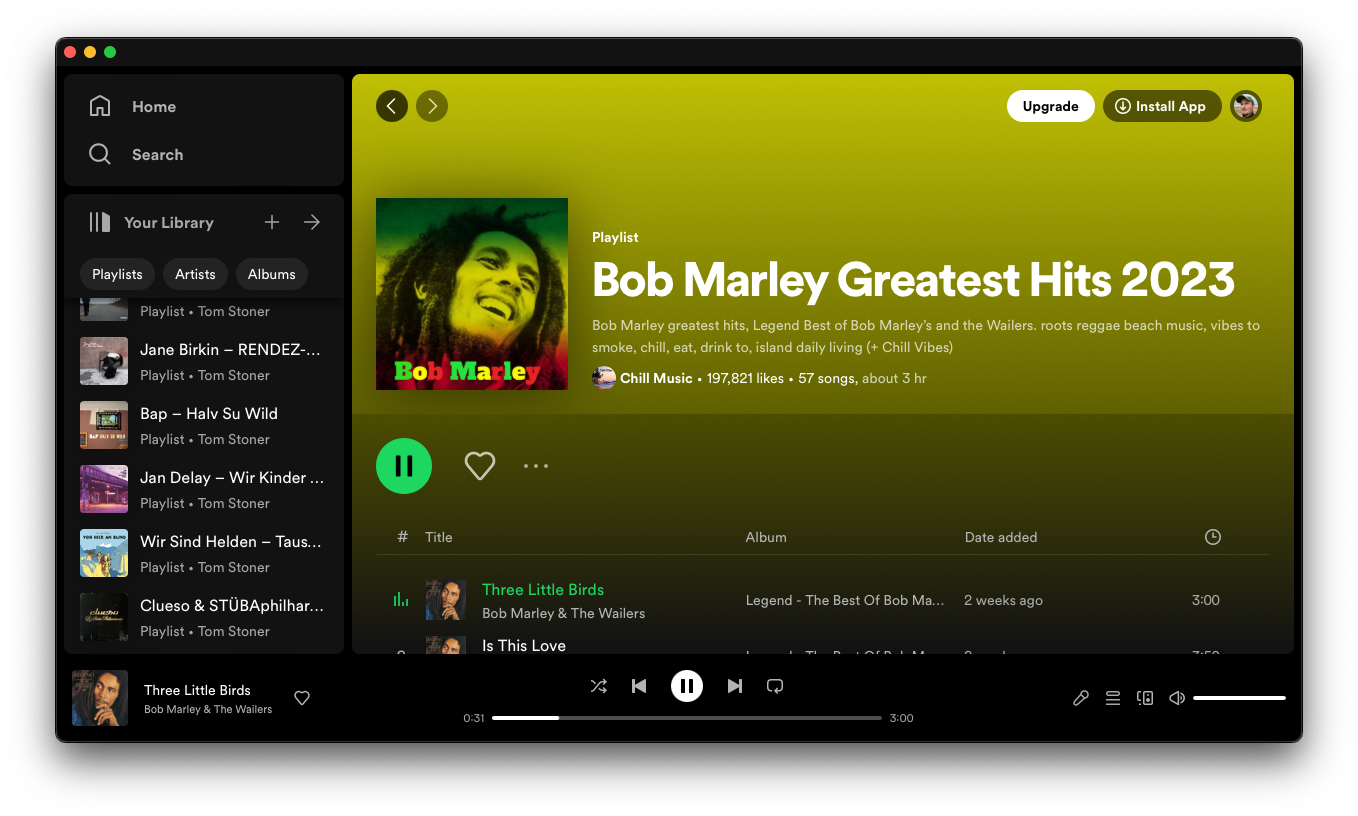 Home
Search
Your Library
Playlists
Artists
Albums
Playlist • Tom Stoner
Jane Birkin – RENDEZ-...
Playlist • Tom Stoner
Bap – Halv Su Wild
Playlist • Tom Stoner
Jan Delay – Wir Kinder ...
Playlist • Tom Stoner
Wir Sind Helden – Taus...
Playlist • Tom Stoner
Clueso & STÜBAphilhar...
Playlist • Tom Stoner
Upgrade
Install App
Bob Marley
Playlist
Bob Marley Greatest Hits 2023
Bob Marley greatest hits, Legend Best of Bob Marley’s and the Wailers. roots reggae beach music, vibes to
smoke, chill, eat, drink to, island daily living (+ Chill Vibes)
Chill Music • 197,821 likes • 57 songs, about 3 hr
# Title Album Date added
Three Little Birds
Bob Marley & The Wailers
Legend - The Best Of Bob Ma... 2 weeks ago 3:00
Is This Love
Three Little Birds
Bob Marley & The Wailers
0:31
3:00